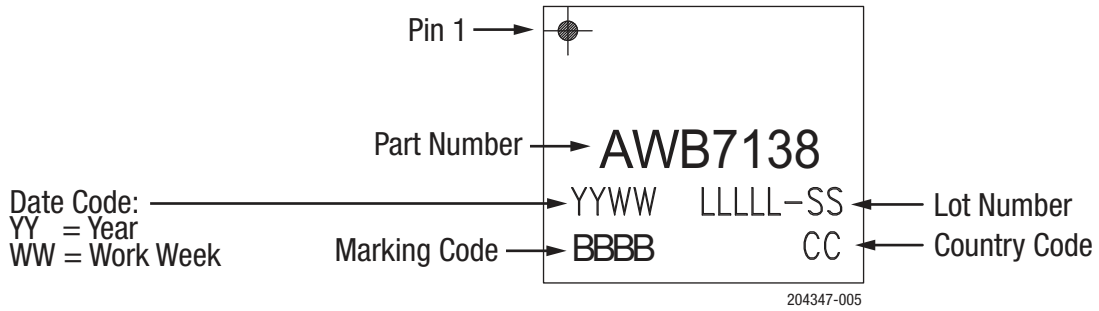 Pin 1
Part Number
AWB7138
Date Code:
YY = Year
WW = Work Week
YYWW LLLLL-SS
Lot Number
Marking Code
BBBB CC
Country Code
204347-005